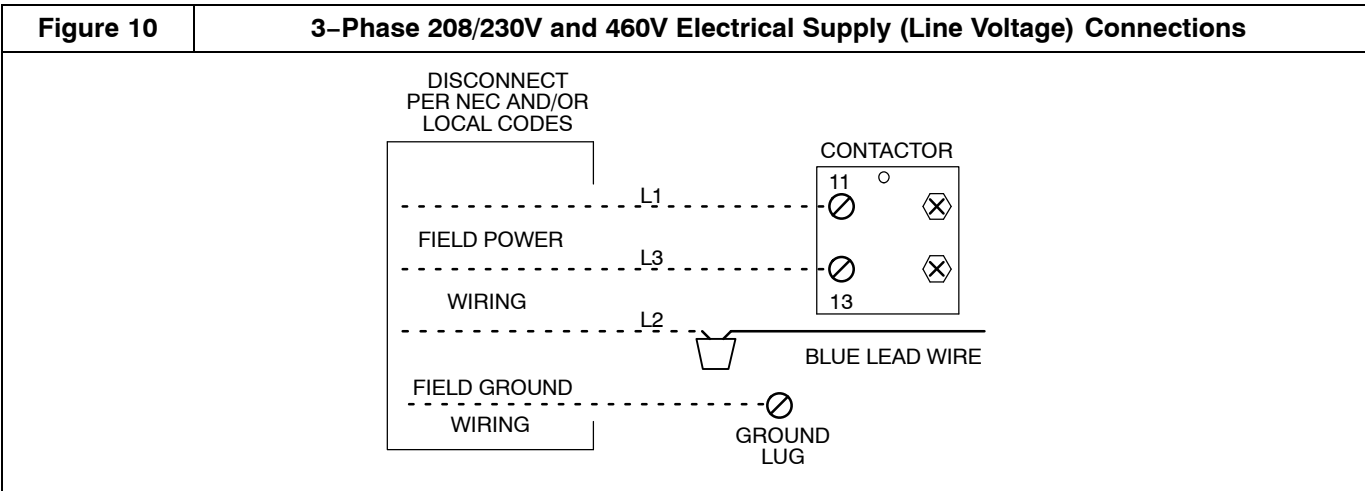 Figure 10
3–Phase 208/230V and 460V Electrical Supply (Line Voltage) Connections
DISCONNECT
PER NEC AND/OR
LOCAL CODES
CONTACTOR
11
L1
FIELD POWER
L3
WIRING
13
L2
BLUE LEAD WIRE
FIELD GROUND
WIRING
GROUND
LUG